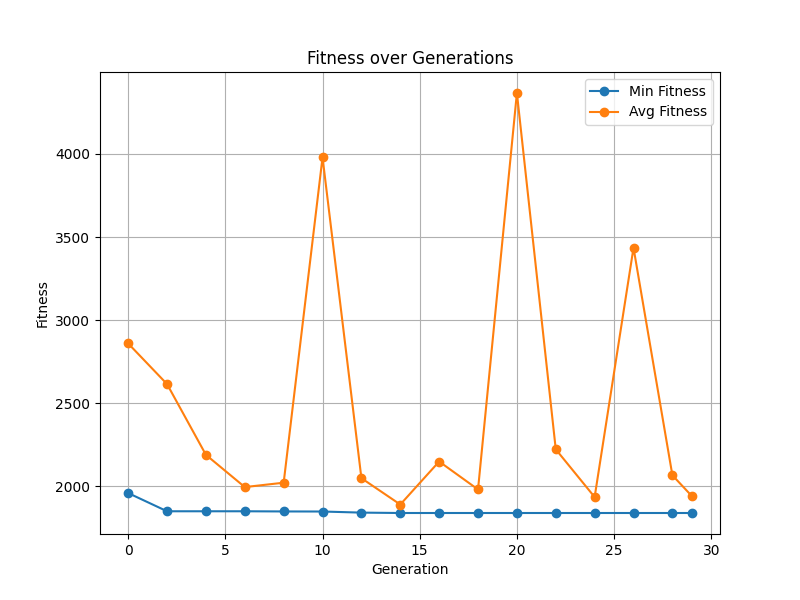 Fitness over Generations
Min Fitness
Avg Fitness
4000
3500
3000
2500
2000
Fitness
0 5 10 15 20 25 30
Generation